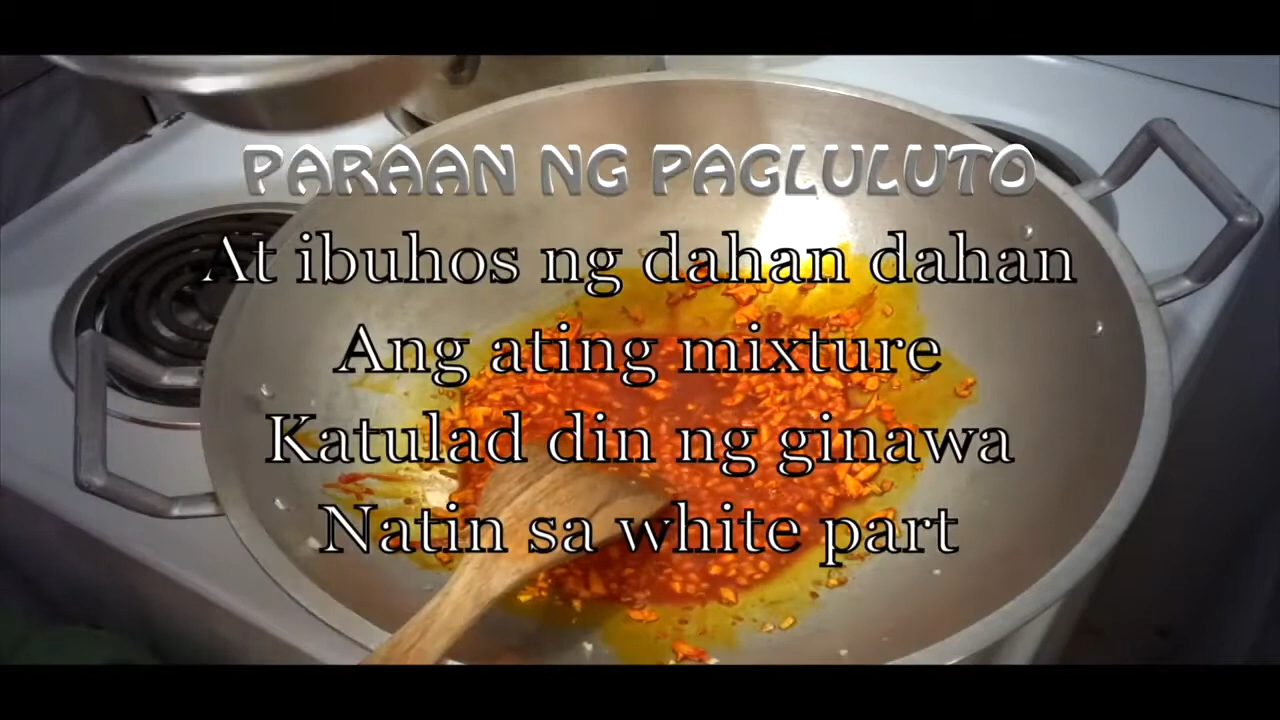 PARAAN NG PAGLULUTO
At ibuhos ng dahan dahan
Ang ating mixture
Katulad din ng ginawa
Natin sa white part